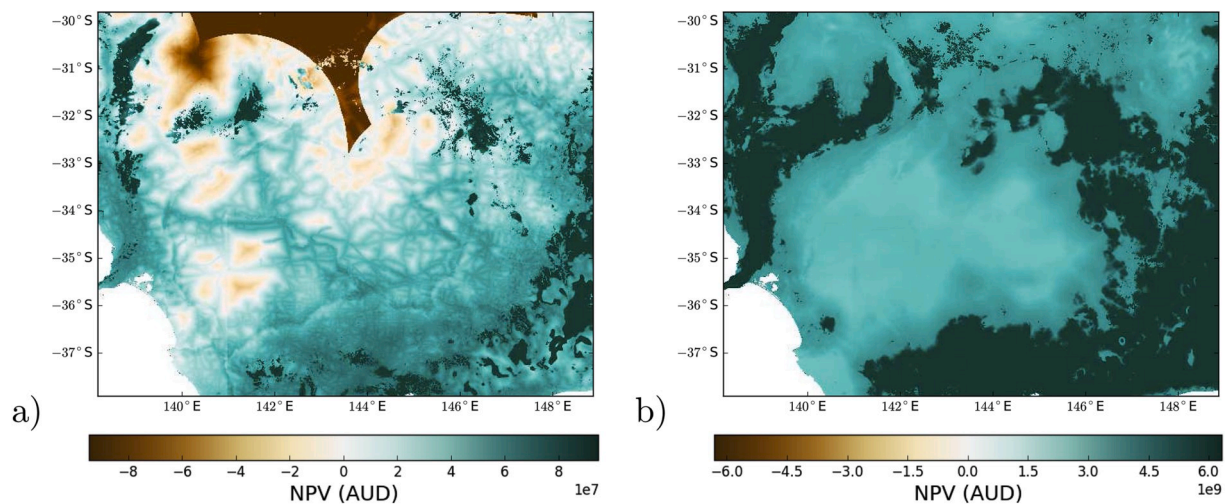 −30°S
−31°S
−32°S
−33°S
−34°S
−35°S
−36°S
−37°S
140°E 142°E 144°E 146°E 148°E
a)
−8 −6 −4 −2 0 2 4 6 8
1e7
NPV (AUD)
−30°S
−31°S
−32°S
−33°S
−34°S
−35°S
−36°S
−37°S
140°E 142°E 144°E 146°E 148°E
b)
−6.0 −4.5 −3.0 −1.5 0.0 1.5 3.0 4.5 6.0
1e9
NPV (AUD)